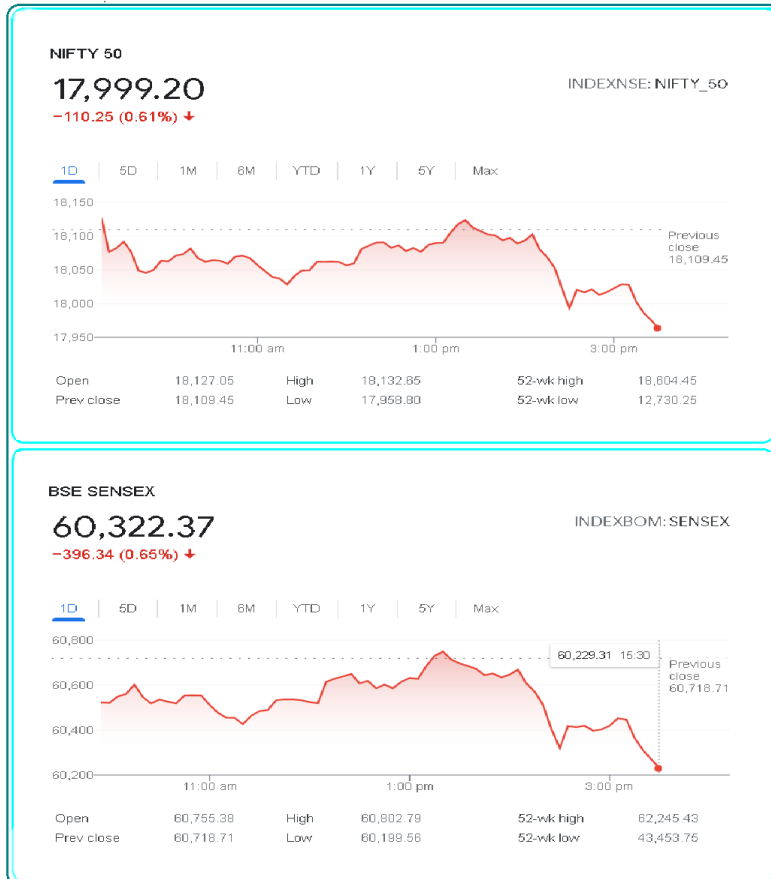 NIFTY 50
17,999.20
INDEXNSE: NIFTY_50
−110.25 (0.61%) ↓
1D 5D 1M 6M YTD 1Y 5Y Max
18,150
18,100
18,050
18,000
17,950
Previous
close
18,109.45
11:00 am 1:00 pm 3:00 pm
Open 18,127.05 High 18,132.65 52-wk high 18,604.45
Prev close 18,109.45 Low 17,958.80 52-wk low 12,730.25
BSE SENSEX
60,322.37
INDEXBOM: SENSEX
−396.34 (0.65%) ↓
1D 5D 1M 6M YTD 1Y 5Y Max
60,800
60,600
60,400
60,200
60,229.31 15:30
Previous
close
60,718.71
11:00 am 1:00 pm 3:00 pm
Open 60,755.38 High 60,802.79 52-wk high 62,245.43
Prev close 60,718.71 Low 60,199.56 52-wk low 43,453.75